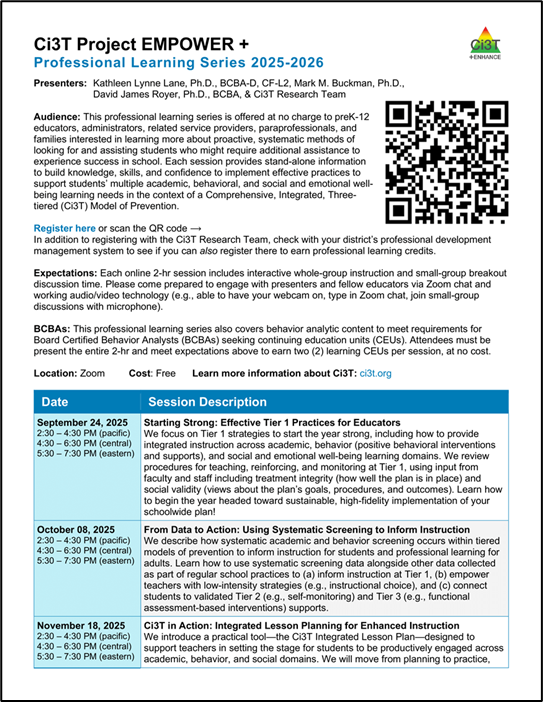 Ci3T Project EMPOWER +
Professional Learning Series 2025-2026
Ci3T
+ENHANCE
Presenters: Kathleen Lynne Lane, Ph.D., BCBA-D, CF-L2, Mark M. Buckman, Ph.D.,
David James Royer, Ph.D., BCBA, & Ci3T Research Team
Audience: This professional learning series is offered at no charge to preK-12
educators, administrators, related service providers, paraprofessionals, and
families interested in learning more about proactive, systematic methods of
looking for and assisting students who might require additional assistance to
experience success in school. Each session provides stand-alone information
to build knowledge, skills, and confidence to implement effective practices to
support students’ multiple academic, behavioral, and social and emotional well-
being learning needs in the context of a Comprehensive, Integrated, Three-
tiered (Ci3T) Model of Prevention.
Register here or scan the QR code →
In addition to registering with the Ci3T Research Team, check with your district’s professional development
management system to see if you can also register there to earn professional learning credits.
Expectations: Each online 2-hr session includes interactive whole-group instruction and small-group breakout
discussion time. Please come prepared to engage with presenters and fellow educators via Zoom chat and
working audio/video technology (e.g., able to have your webcam on, type in Zoom chat, join small-group
discussions with microphone).
BCBAs: This professional learning series also covers behavior analytic content to meet requirements for
Board Certified Behavior Analysts (BCBAs) seeking continuing education units (CEUs). Attendees must be
present the entire 2-hr and meet expectations above to earn two (2) learning CEUs per session, at no cost.
Location: Zoom Cost: Free Learn more information about Ci3T: ci3t.org
Date Session Description
September 24, 2025
2:30 – 4:30 PM (pacific)
4:30 – 6:30 PM (central)
5:30 – 7:30 PM (eastern)
Starting Strong: Effective Tier 1 Practices for Educators
We focus on Tier 1 strategies to start the year strong, including how to provide
integrated instruction across academic, behavior (positive behavioral interventions
and supports), and social and emotional well-being learning domains. We review
procedures for teaching, reinforcing, and monitoring at Tier 1, using input from
faculty and staff including treatment integrity (how well the plan is in place) and
social validity (views about the plan’s goals, procedures, and outcomes). Learn how
to begin the year headed toward sustainable, high-fidelity implementation of your
schoolwide plan!
October 08, 2025
2:30 – 4:30 PM (pacific)
4:30 – 6:30 PM (central)
5:30 – 7:30 PM (eastern)
From Data to Action: Using Systematic Screening to Inform Instruction
We describe how systematic academic and behavior screening occurs within tiered
models of prevention to inform instruction for students and professional learning for
adults. Learn how to use systematic screening data alongside other data collected
as part of regular school practices to (a) inform instruction at Tier 1, (b) empower
teachers with low-intensity strategies (e.g., instructional choice), and (c) connect
students to validated Tier 2 (e.g., self-monitoring) and Tier 3 (e.g., functional
assessment-based interventions) supports.
November 18, 2025
2:30 – 4:30 PM (pacific)
4:30 – 6:30 PM (central)
5:30 – 7:30 PM (eastern)
Ci3T in Action: Integrated Lesson Planning for Enhanced Instruction
We introduce a practical tool—the Ci3T Integrated Lesson Plan—designed to
support teachers in setting the stage for students to be productively engaged across
academic, behavior, and social domains. We will move from planning to practice,